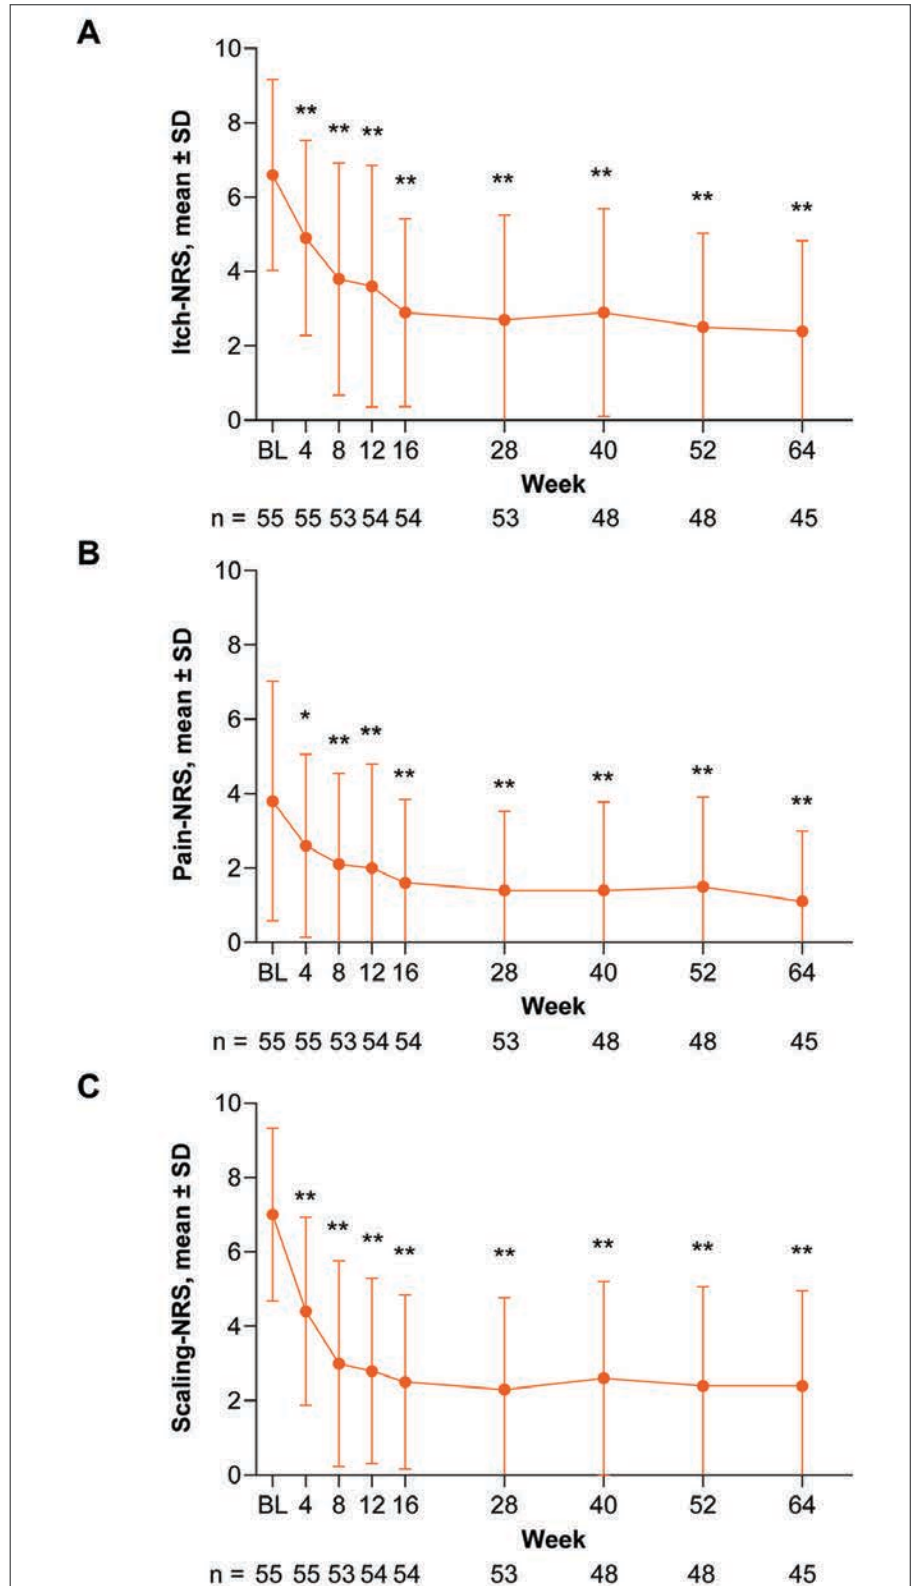 A
Itch-NRS, mean ± SD
10
8
6
4
2
0
** ** ** ** ** ** ** **
BL 4 8 12 16 28 40 52 64
Week
n = 55 55 53 54 54 53 48 48 45
B
Pain-NRS, mean ± SD
10
8
6
4
2
0
* ** ** ** ** ** ** **
BL 4 8 12 16 28 40 52 64
Week
n = 55 55 53 54 54 53 48 48 45
C
Scaling-NRS, mean ± SD
10
8
6
4
2
0
** ** ** ** ** ** ** **
BL 4 8 12 16 28 40 52 64
Week
n = 55 55 53 54 54 53 48 48 45